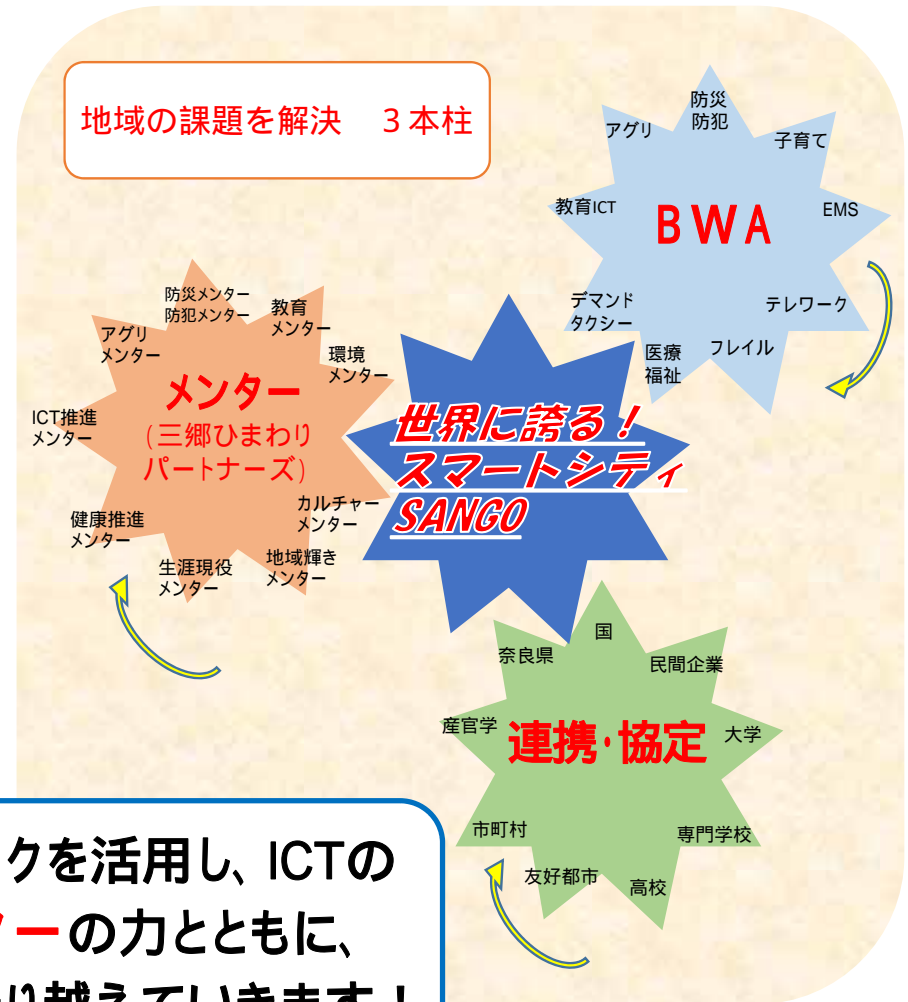 地域の課題を解決　３本柱
防災
防犯
アグリ
子育て
教育ICT
BWA
EMS
デマンド
タクシー
テレワーク
医療
福祉
フレイル
防災メンター
防犯メンター
教育
メンター
アグリ
メンター
環境
メンター
メンター
(三郷ひまわり
パートナーズ)
ICT推進
メンター
カルチャー
メンター
健康推進
メンター
生涯現役
メンター
地域輝き
メンター
世界に誇る！
スマートシティ
SANGO
国
奈良県
民間企業
産官学
連携・協定
大学
市町村
専門学校
友好都市
高校
クを活用し、ICTの
ーの力とともに、
り越えていきます！